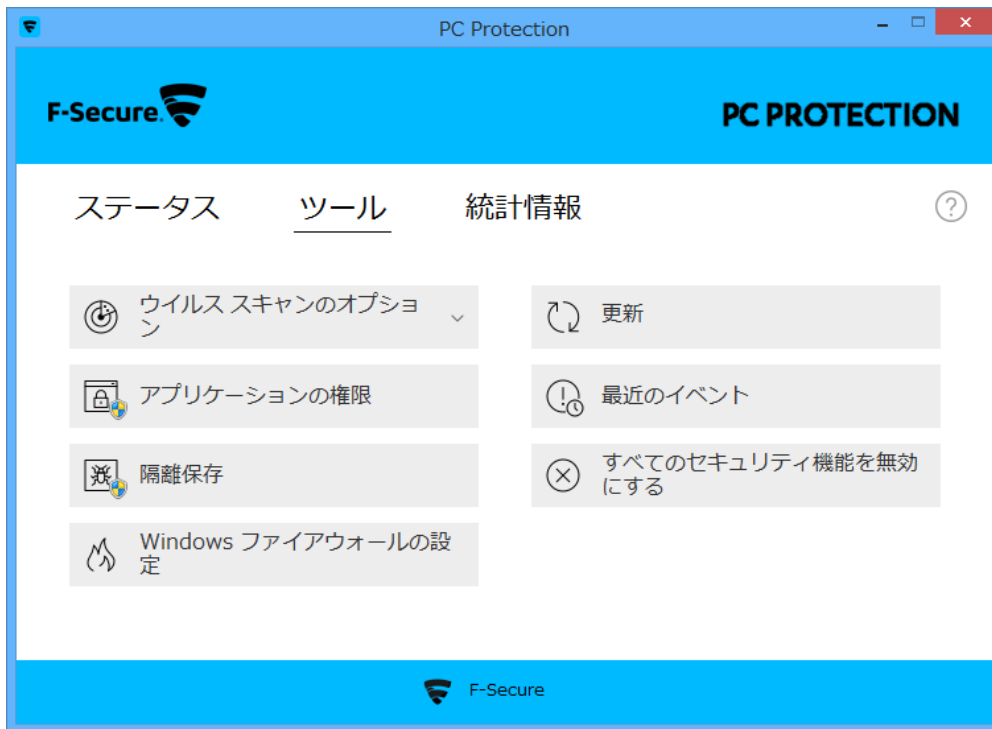 PC Protection
F-Secure.
PC PROTECTION
ステータス
ツール
統計情報
ウイルス スキャンのオプショ
ン
更新
アプリケーションの権限
最近のイベント
隔離保存
すべてのセキュリティ機能を無効
にする
Windows ファイアウォールの設
定
F-Secure